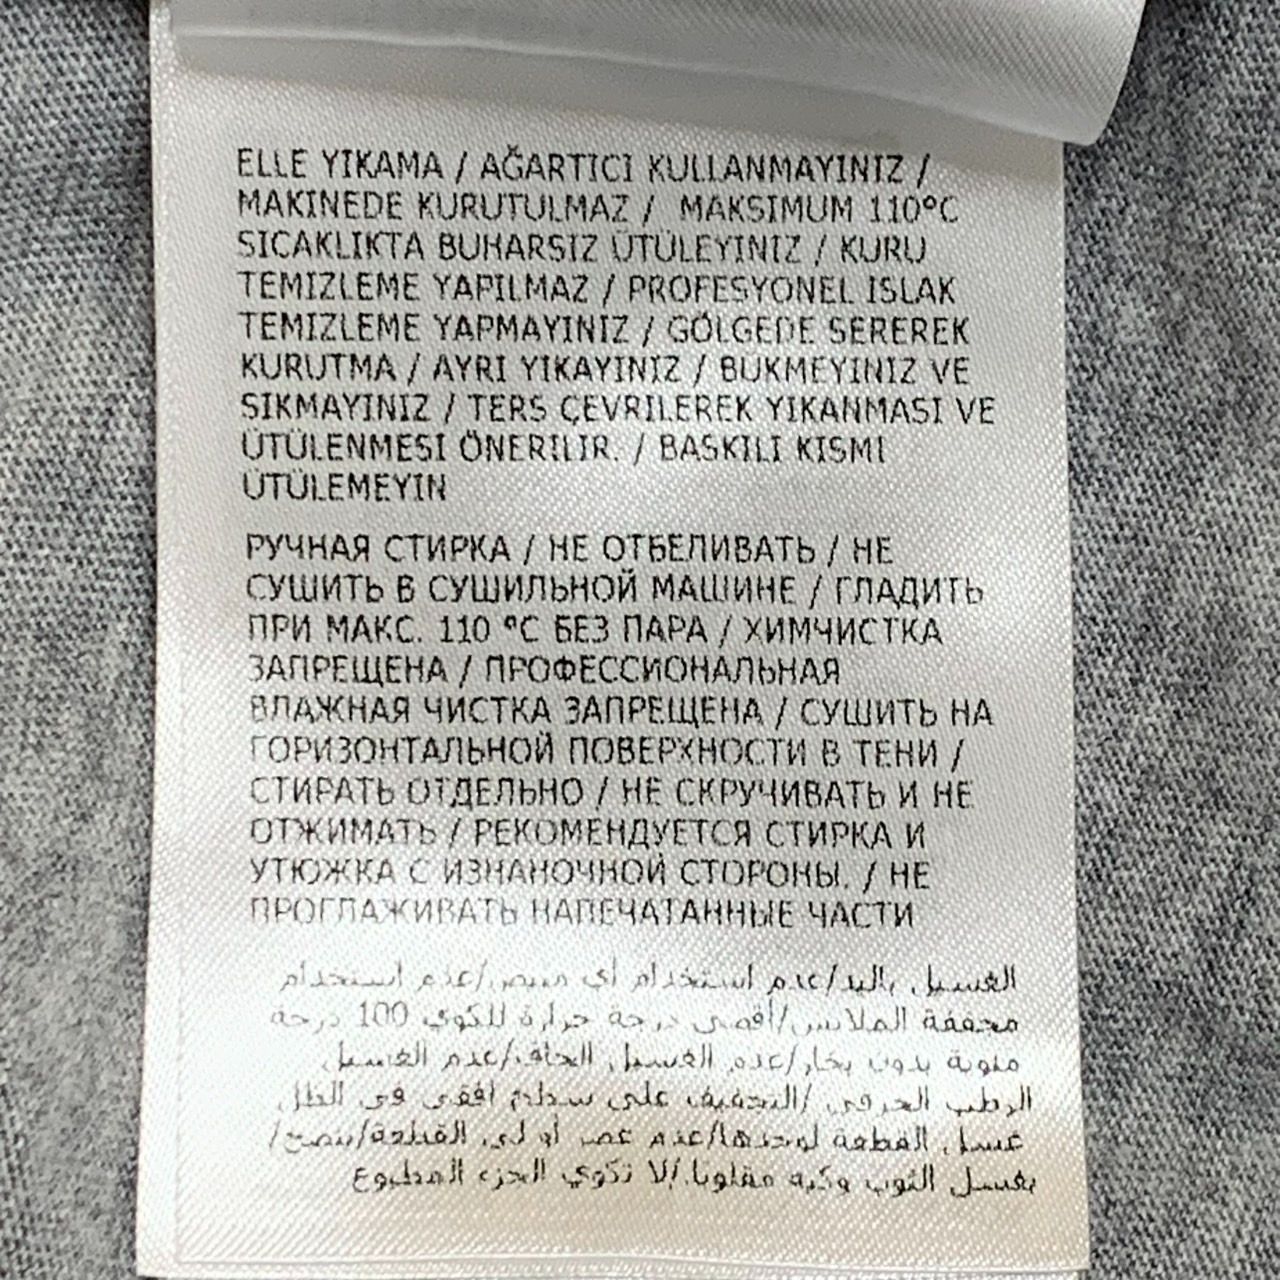 ELLE YIKAMA / AĞARTICI KULLANMAYINIZ /
MAKINEDE KURUTULMAZ / MAKSIMUM 110°C
SICAKLIKTA BUHARSIZ ÜTÜLEYINIZ / KURU
TEMIZLEME YAPILMAZ / PROFESYONEL ISLAK
TEMIZLEME YAPMAYINIZ / GÖLGEDE SEREREK
KURUTMA / AYRI YIKAYINIZ / BÜKMEYINIZ VE
SIKMAYINIZ / TERS ÇEVRILEREK YIKANMASI VE
ÜTÜLENMESI ÖNERILIR. / BASKILI KISMI
ÜTÜLEMEYIN
РУЧНАЯ СТИРКА / НЕ ОТБЕЛИВАТЬ / НЕ
СУШИТЬ В СУШИЛЬНОЙ МАШИНЕ / ГЛАДИТЬ
ПРИ МАКС. 110 °C БЕЗ ПАРА / ХИМЧИСТКА
ЗАПРЕЩЕНА / ПРОФЕССИОНАЛЬНАЯ
ВЛАЖНАЯ ЧИСТКА ЗАПРЕЩЕНА / СУШИТЬ НА
ГОРИЗОНТАЛЬНОЙ ПОВЕРХНОСТИ В ТЕНИ /
СТИРАТЬ ОТДЕЛЬНО / НЕ СКРУЧИВАТЬ И НЕ
ОТЖИМАТЬ / РЕКОМЕНДУЕТСЯ СТИРКА И
УТЮЖКА С ИЗНАНОЧНОЙ СТОРОНЫ. / НЕ
ПРОГЛАЖИВАТЬ НАПЕЧАТАННЫЕ ЧАСТИ
الغسيل باليد/عدم استخدام أي مبيض/عدم استخدام
مجففة الملابس/أقصى درجة حرارة للكوي 100 درجة
مئوية بدون بخار/عدم الغسيل الجاف/عدم الغسيل
الرطب الحرفي /التجفيف على سطح افقي في الظل
غسل القطعة لوحدها/عدم عصر أو لي القطعة/ينصح/
بغسل الثوب وكيه مقلوبا./لا تكوي الجزء المطبوع